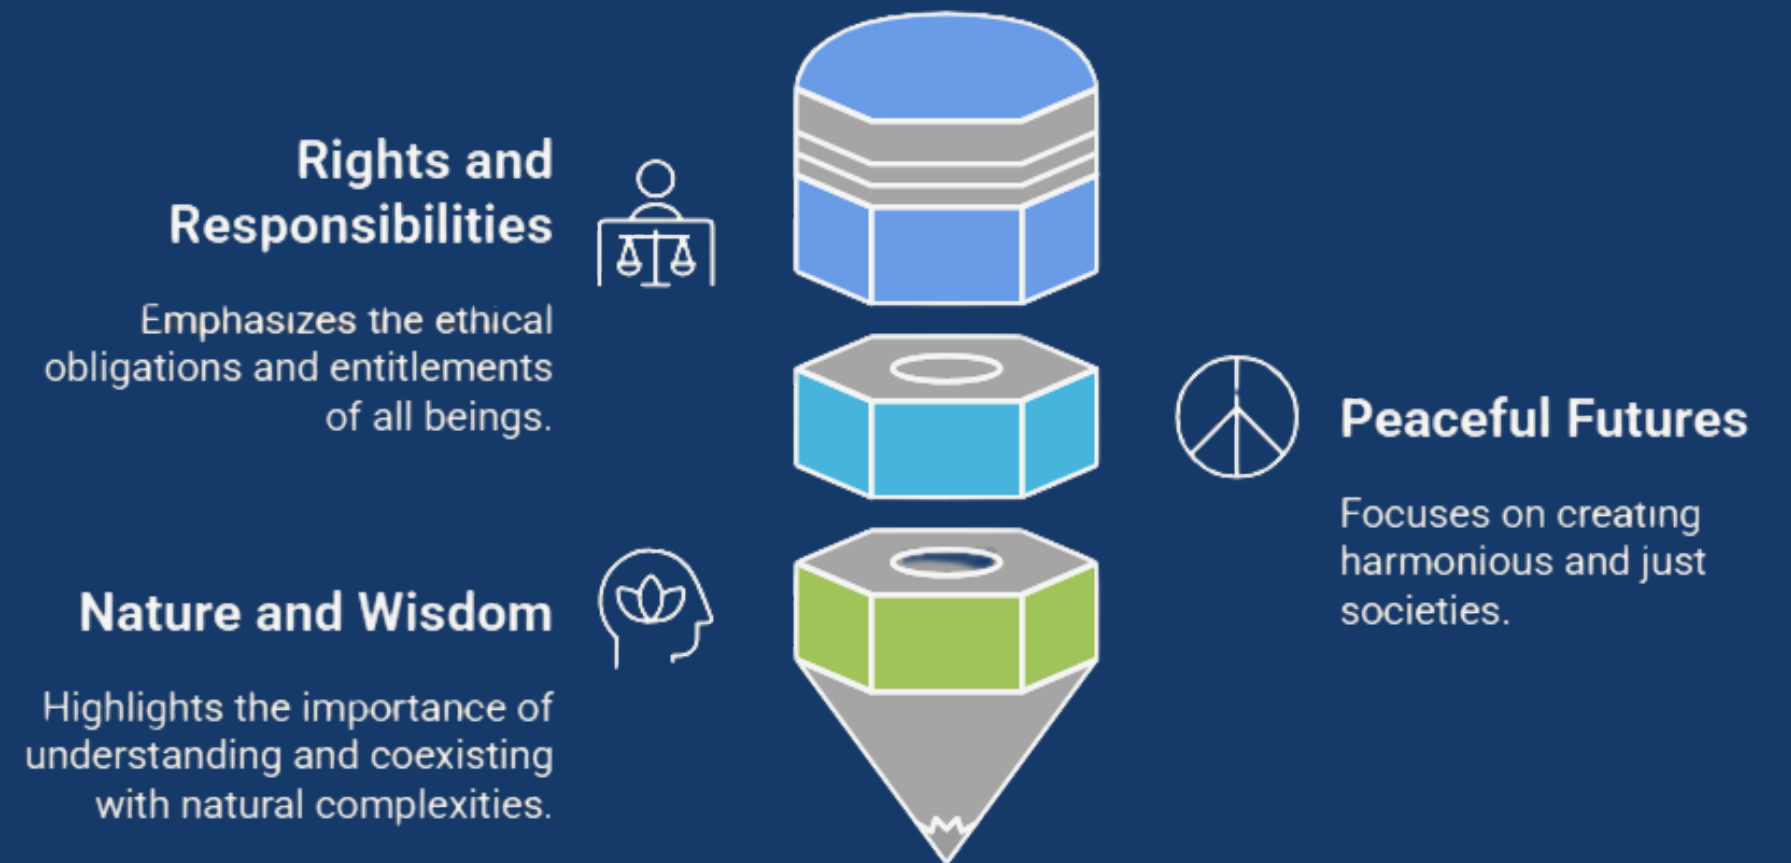 Rights and
Responsibilities
Emphasizes the ethical
obligations and entitlements
of all beings.
Peaceful Futures
Focuses on creating
harmonious and just
societies.
Nature and Wisdom
Highlights the importance of
understanding and coexisting
with natural complexities.